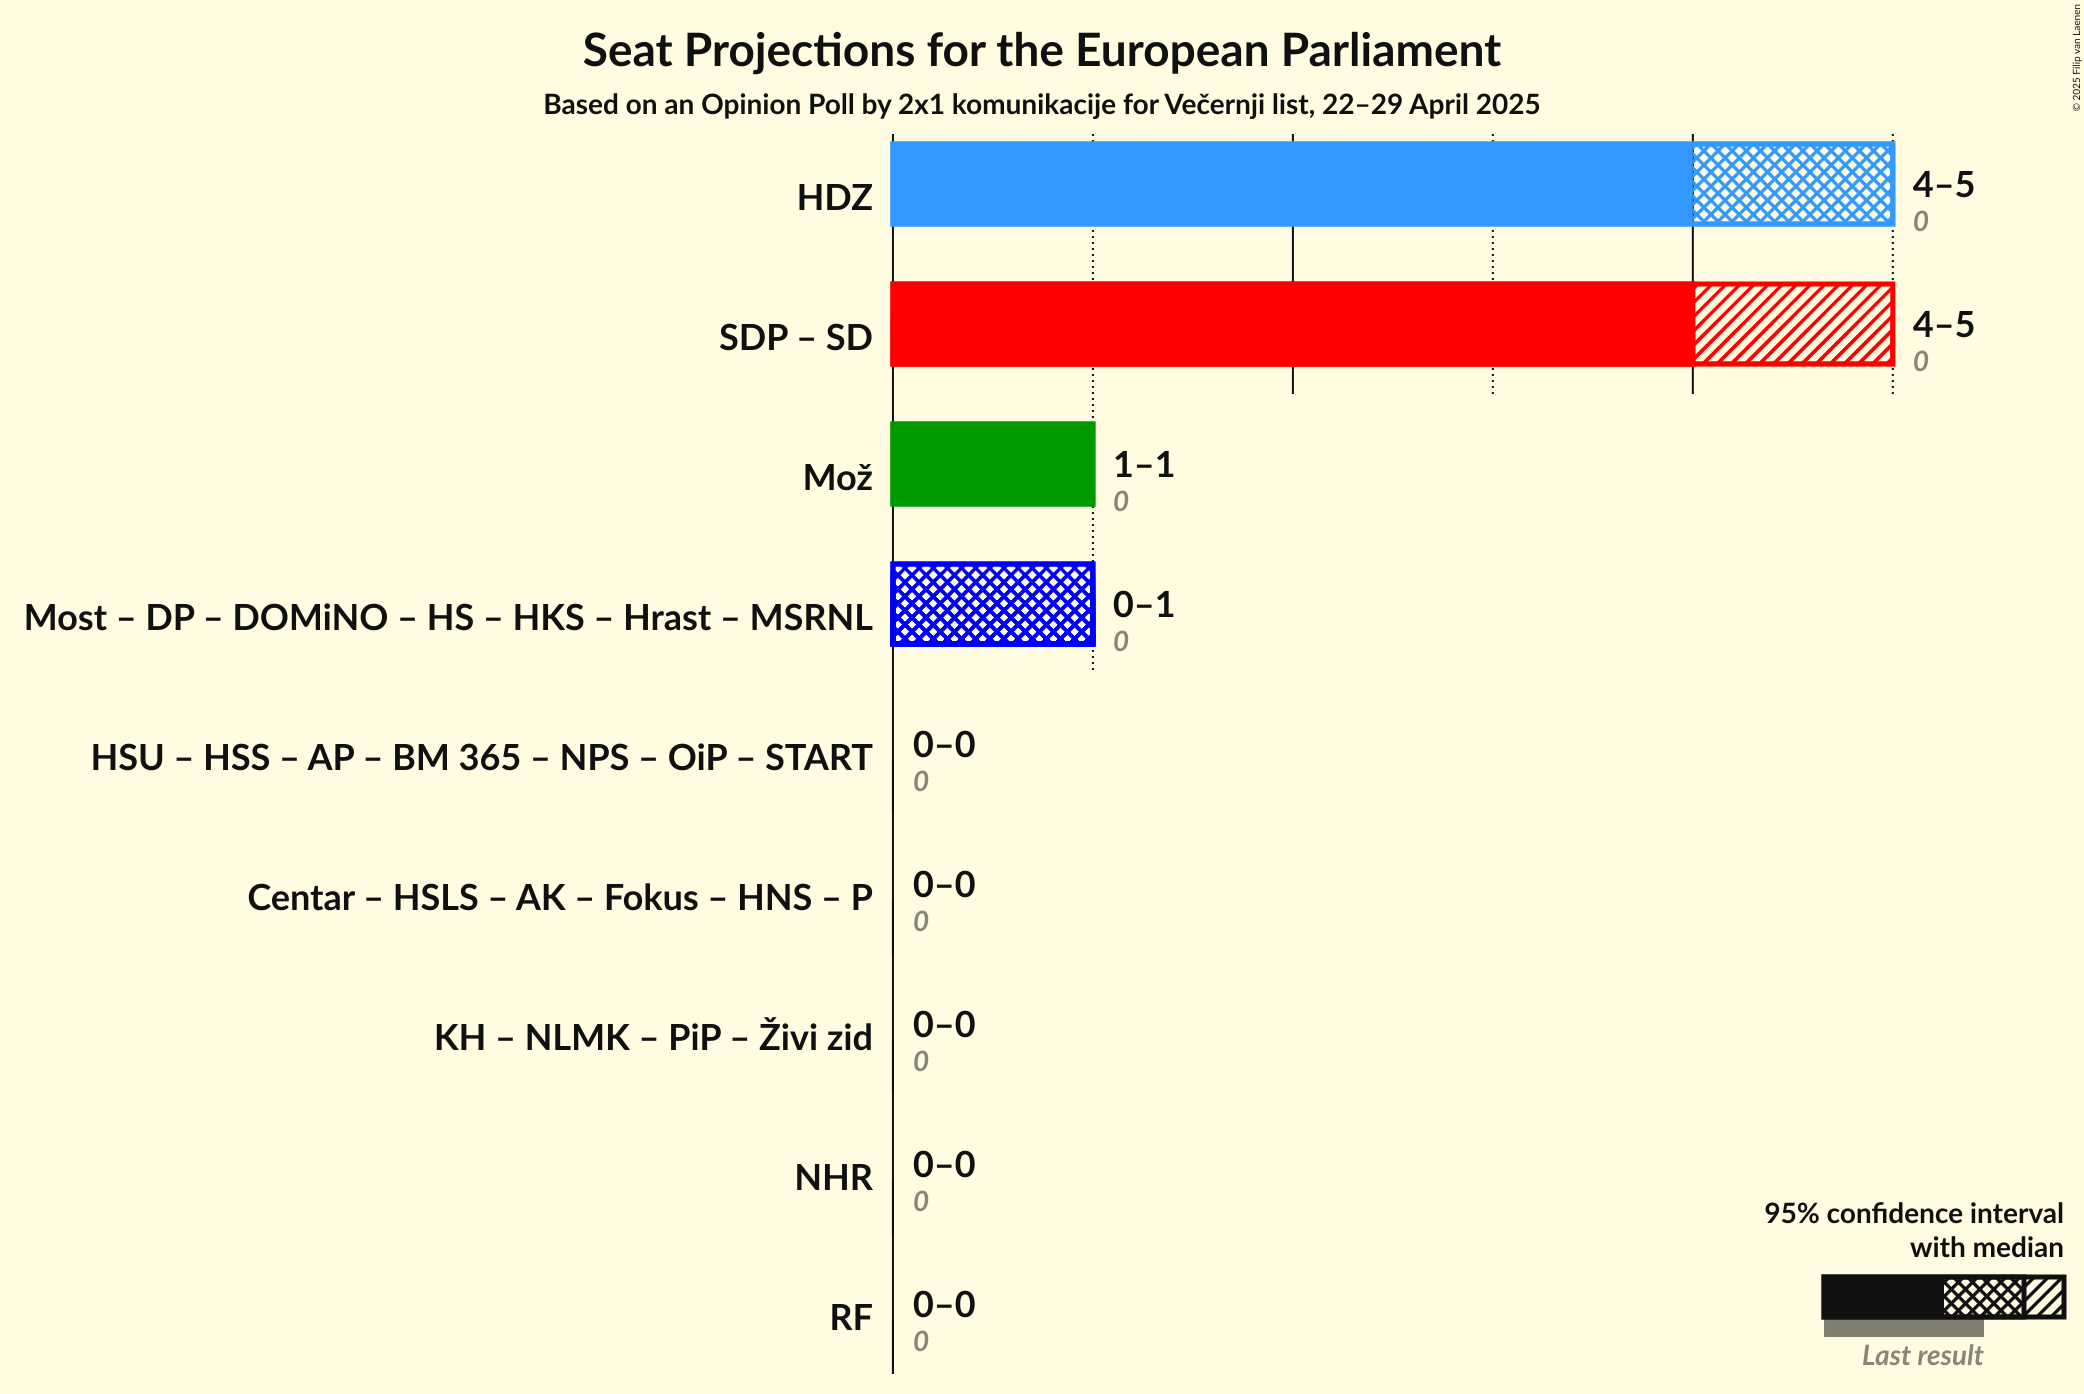 Seat Projections for the European Parliament
Based on an Opinion Poll by 2x1 komunikacije for Večernji list, 22–29 April 2025
© 2025 Filip van Laenen
HDZ
4–5
0
SDP – SD
4–5
0
Mož
1–1
0
Most – DP – DOMiNO – HS – HKS – Hrast – MSRNL
0–1
0
HSU – HSS – AP – BM 365 – NPS – OiP – START
0–0
0
Centar – HSLS – AK – Fokus – HNS – P
0–0
0
KH – NLMK – PiP – Živi zid
0–0
0
NHR
0–0
0
RF
0–0
0
95% confidence interval
with median
Last result